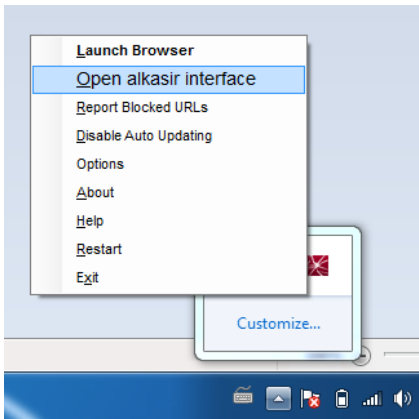 Launch Browser
Open alkasir interface
Report Blocked URLs
Disable Auto Updating
Options
About
Help
Restart
Exit
Customize...